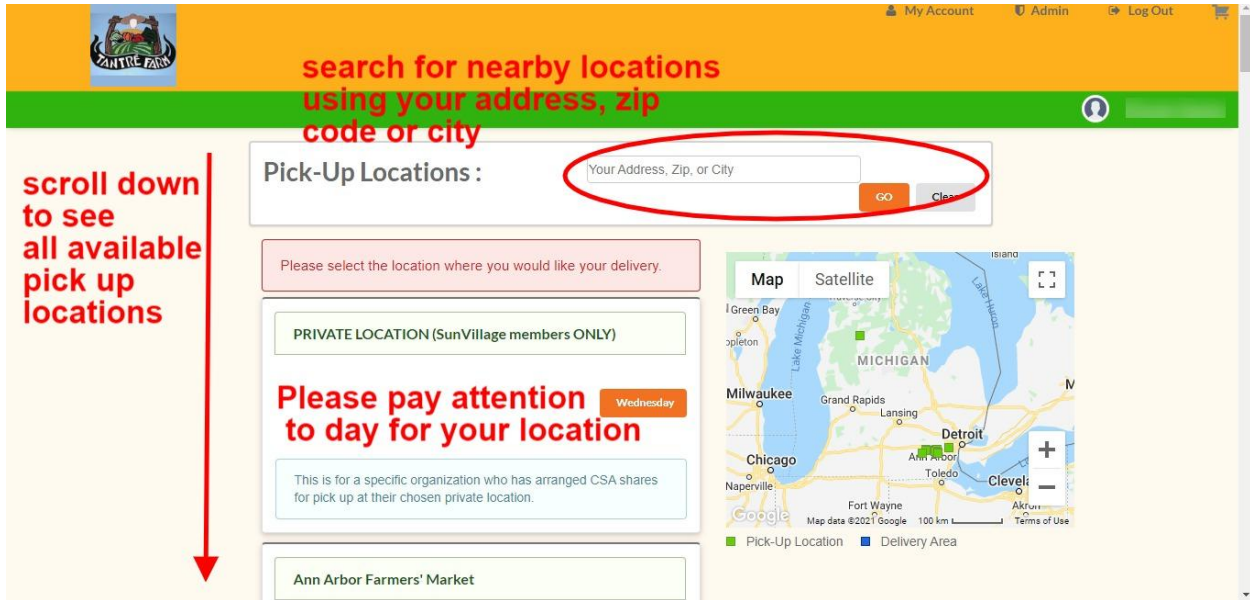 My Account
Admin
Log Out
TANTRÉ FARM
search for nearby locations
using your address, zip
code or city
Pick-Up Locations :
Your Address, Zip, or City
GO
Clear
scroll down
to see
all available
pick up
locations
Please select the location where you would like your delivery.
PRIVATE LOCATION (SunVillage members ONLY)
Please pay attention
to day for your location
Wednesday
This is for a specific organization who has arranged CSA shares
for pick up at their chosen private location.
Ann Arbor Farmers' Market
Map
Satellite
Island
Green Bay
Lake Michigan
Lake Huron
MICHIGAN
Milwaukee
Grand Rapids
Lansing
Detroit
Ann Arbor
Chicago
Toledo
Naperville
Fort Wayne
Google
Map data ©2021 Google
100 km
Terms of Use
Pick-Up Location
Delivery Area